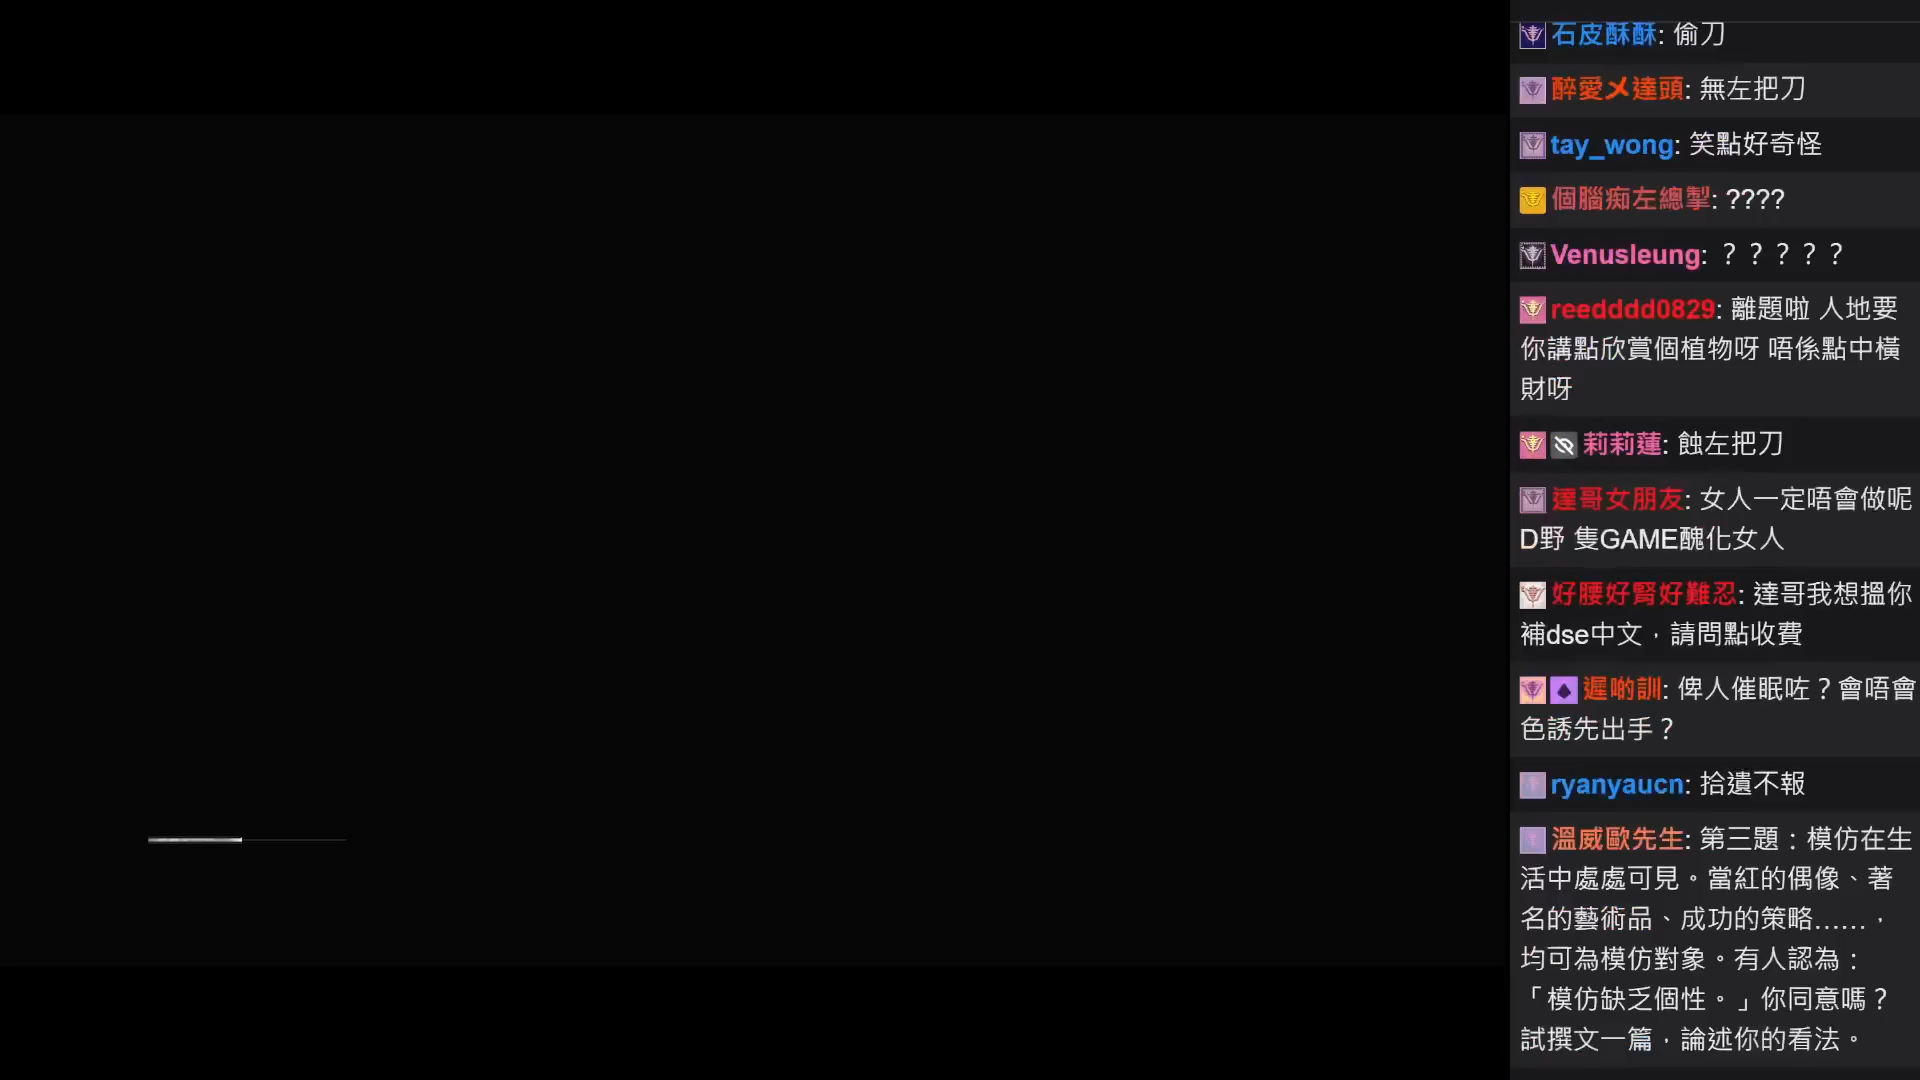 石皮酥酥: 偷刀
醉愛㐅達頭: 無左把刀
tay_wong: 笑點好奇怪
個腦痴左總掣: ????
Venusleung: ？？？？？
reedddd0829: 離題啦 人地要
你講點欣賞個植物呀 唔係點中橫
財呀
莉莉蓮: 蝕左把刀
達哥女朋友: 女人一定唔會做呢
D野 隻GAME醜化女人
好腰好腎好難忍: 達哥我想搵你
補dse中文，請問點收費
遲啲訓: 俾人催眠咗？會唔會
色誘先出手？
ryanyaucn: 拾遺不報
溫威歐先生: 第三題：模仿在生
活中處處可見。當紅的偶像、著
名的藝術品、成功的策略……，
均可為模仿對象。有人認為：
「模仿缺乏個性。」你同意嗎？
試撰文一篇，論述你的看法。